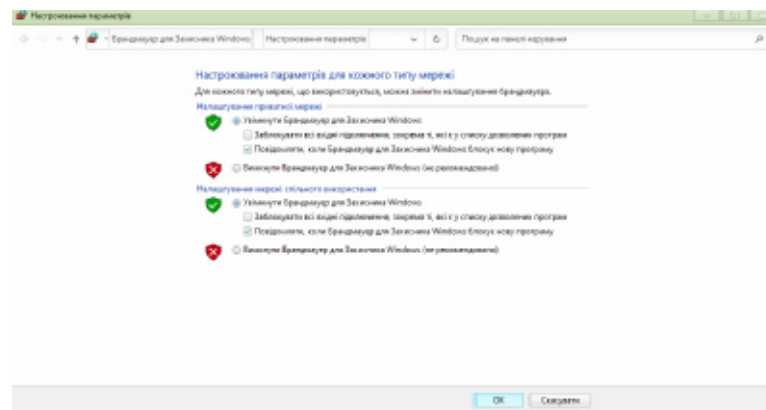 Настроювання параметрів
Брандмауер для Захисника Windows Настроювання параметрів Пошук на панелі керування
Настроювання параметрів для кожного типу мережі
Для кожного типу мережі, що використовується, можна змінити налаштування брандмауера.
Налаштування приватної мережі
Увімкнути Брандмауер для Захисника Windows
Заблокувати всі вхідні підключення, зокрема ті, які є у списку дозволених програм
Повідомляти, коли Брандмауер для Захисника Windows блокує нову програму
Вимкнути Брандмауер для Захисника Windows (не рекомендовано)
Налаштування мережі спільного використання
Увімкнути Брандмауер для Захисника Windows
Заблокувати всі вхідні підключення, зокрема ті, які є у списку дозволених програм
Повідомляти, коли Брандмауер для Захисника Windows блокує нову програму
Вимкнути Брандмауер для Захисника Windows (не рекомендовано)
OK Скасувати